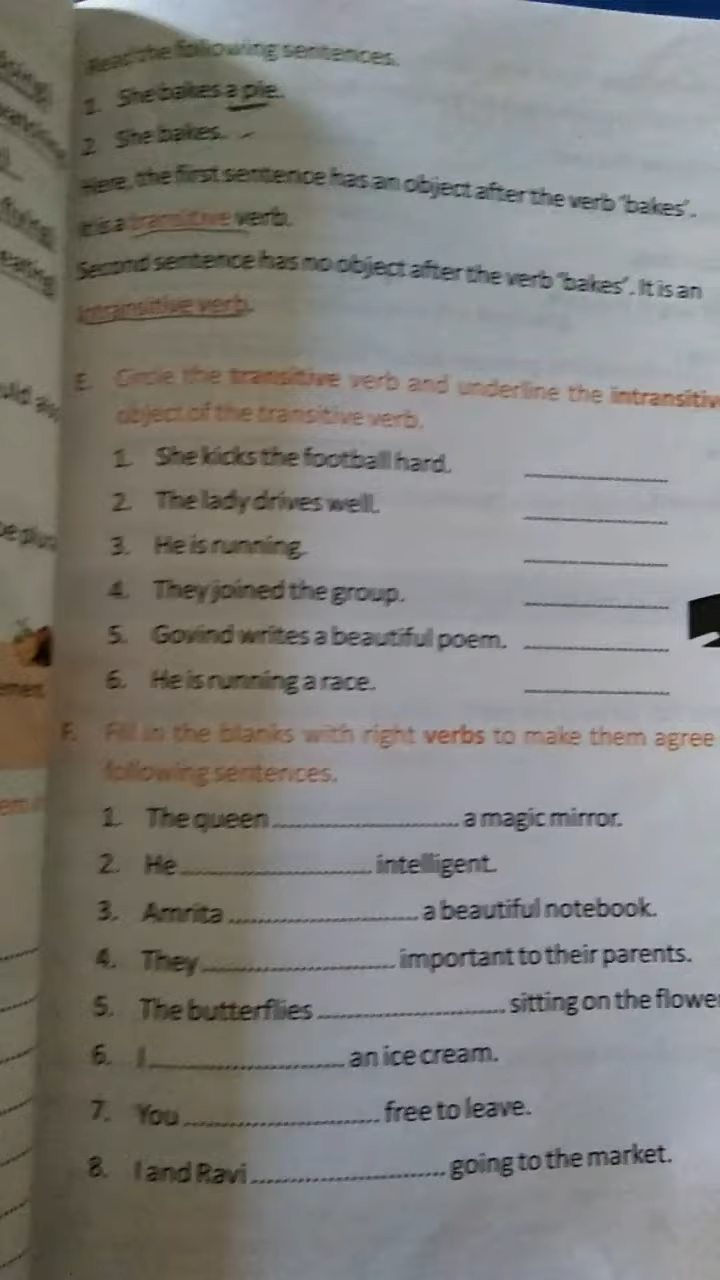 Read the following sentences.
1. She bakes a pie.
2. She bakes.
Here, the first sentence has an object after the verb 'bakes'.
It is a transitive verb.
Second sentence has no object after the verb 'bakes'. It is an
intransitive verb.
E. Circle the transitive verb and underline the intransitiv
object of the transitive verb.
1. She kicks the football hard.
2. The lady drives well.
3. He is running.
4. They joined the group.
5. Govind writes a beautiful poem.
6. He is running a race.
F. Fill in the blanks with right verbs to make them agree
following sentences.
1. The queen ........................ a magic mirror.
2. He ........................ intelligent.
3. Amrita ........................ a beautiful notebook.
4. They ........................ important to their parents.
5. The butterflies ........................ sitting on the flowe
6. I ........................ an ice cream.
7. You ........................ free to leave.
8. I and Ravi ........................ going to the market.